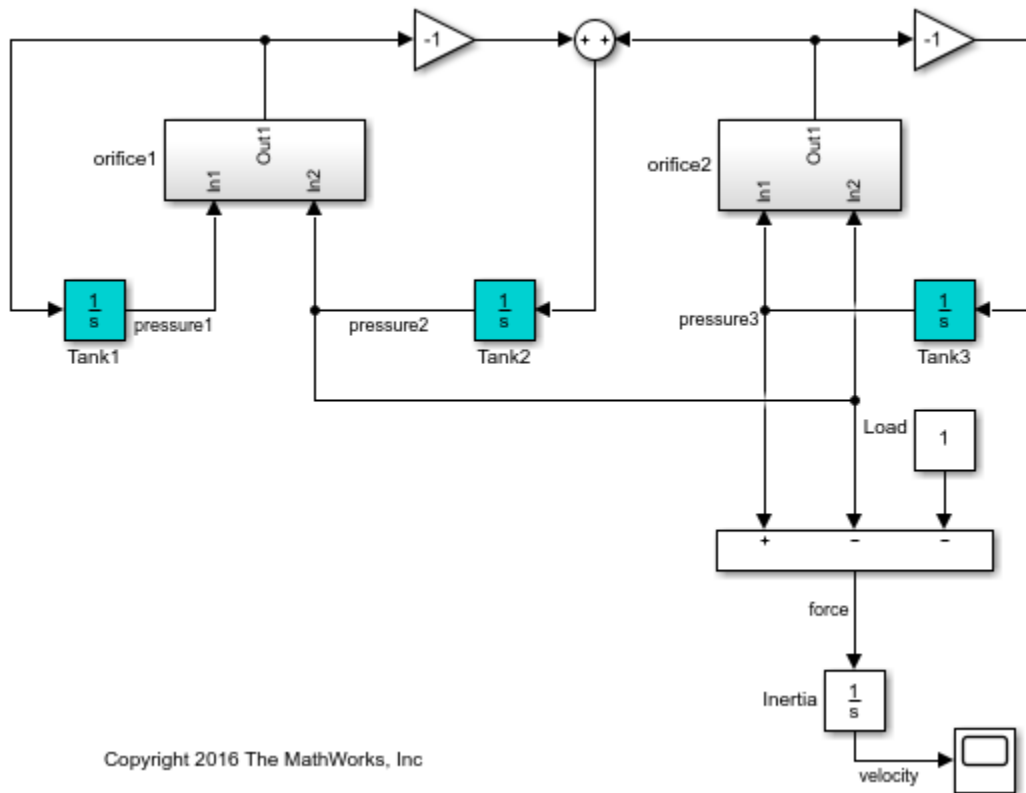 -1
+ +
-1
orifice1
Out1
In1
In2
orifice2
Out1
In1
In2
1
s
pressure1
Tank1
pressure2
1
s
Tank2
pressure3
1
s
Tank3
Load
1
+ − −
force
Inertia
1
s
velocity
Copyright 2016 The MathWorks, Inc